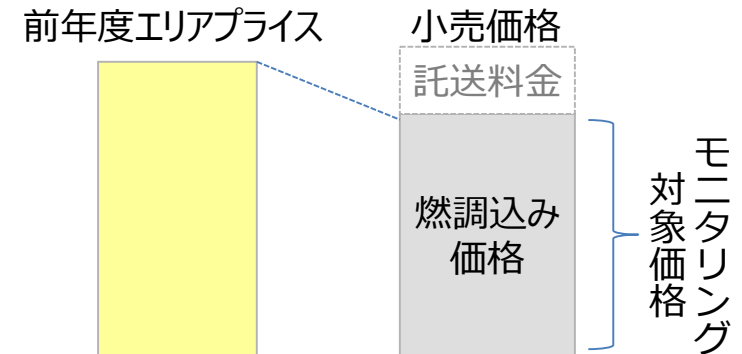 前年度エリアプライス
小売価格
託送料金
燃調込み
価格
モニタリング
対象価格